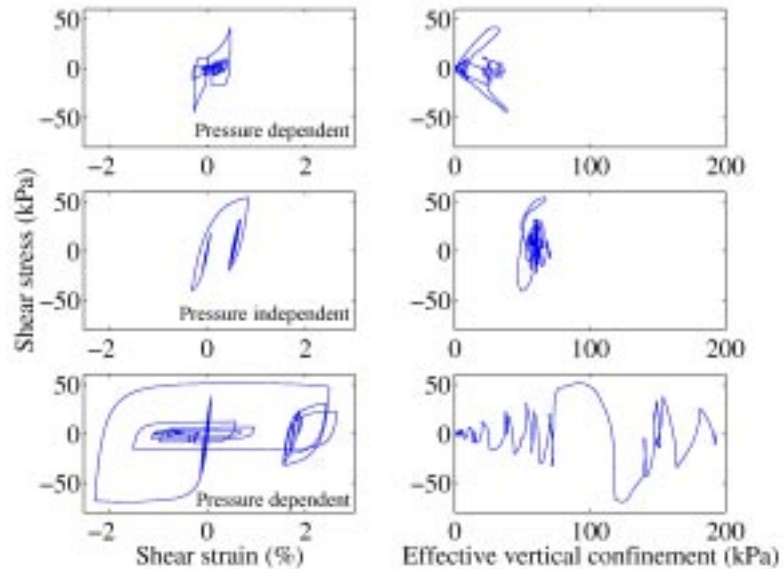 50
0
−50
Pressure dependent
−2 0 2
50
0
−50
0 100 200
Shear stress (kPa)
50
0
−50
Pressure independent
−2 0 2
50
0
−50
0 100 200
50
0
−50
Pressure dependent
−2 0 2
Shear strain (%)
50
0
−50
0 100 200
Effective vertical confinement (kPa)